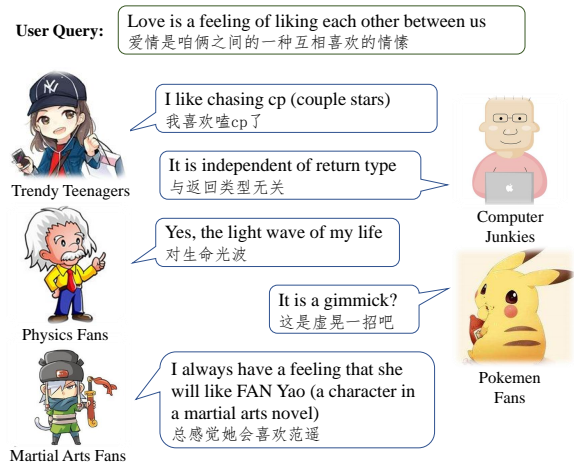 User Query:
Love is a feeling of liking each other between us
爱情是咱俩之间的一种互相喜欢的情愫
NY
I like chasing cp (couple stars)
我喜欢嗑cp了
Trendy Teenagers
It is independent of return type
与返回类型无关
Computer
Junkies
Yes, the light wave of my life
对生命光波
Physics Fans
It is a gimmick?
这是虚晃一招吧
Pokemen
Fans
I always have a feeling that she
will like FAN Yao (a character in
a martial arts novel)
总感觉她会喜欢范遥
Martial Arts Fans